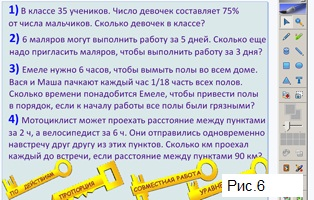 1) В классе 35 учеников. Число девочек составляет 75%
от числа мальчиков. Сколько девочек в классе?
2) 6 маляров могут выполнить работу за 5 дней. Сколько еще
надо пригласить маляров, чтобы выполнить работу за 3 дня?
3) Емеле нужно 6 часов, чтобы вымыть полы во всем доме.
Вася и Маша пачкают каждый час 1/18 часть всех полов.
Сколько времени понадобится Емеле, чтобы привести полы
в порядок, если к началу работы все полы были грязными?
4) Мотоциклист может проехать расстояние между пунктами
за 2 ч, а велосипедист за 6 ч. Они отправились одновременно
навстречу друг другу из этих пунктов. Сколько км проехал
каждый до встречи, если расстояние между пунктами 90 км?
ПО ДЕЙСТВИЯМ
ПРОПОРЦИЯ
СОВМЕСТНАЯ РАБОТА
УРАВНЕ
Рис.6